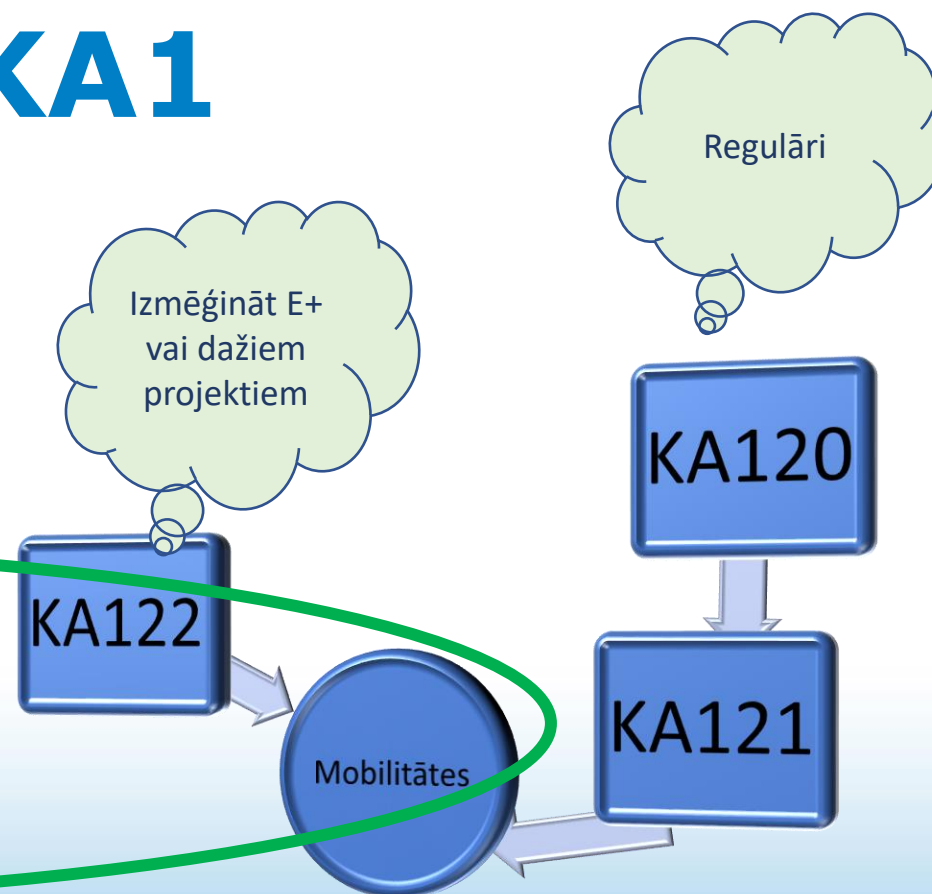 KA1
Regulāri
Izmēģināt E+
vai dažiem
projektiem
KA120
KA122
KA121
Mobilitātes